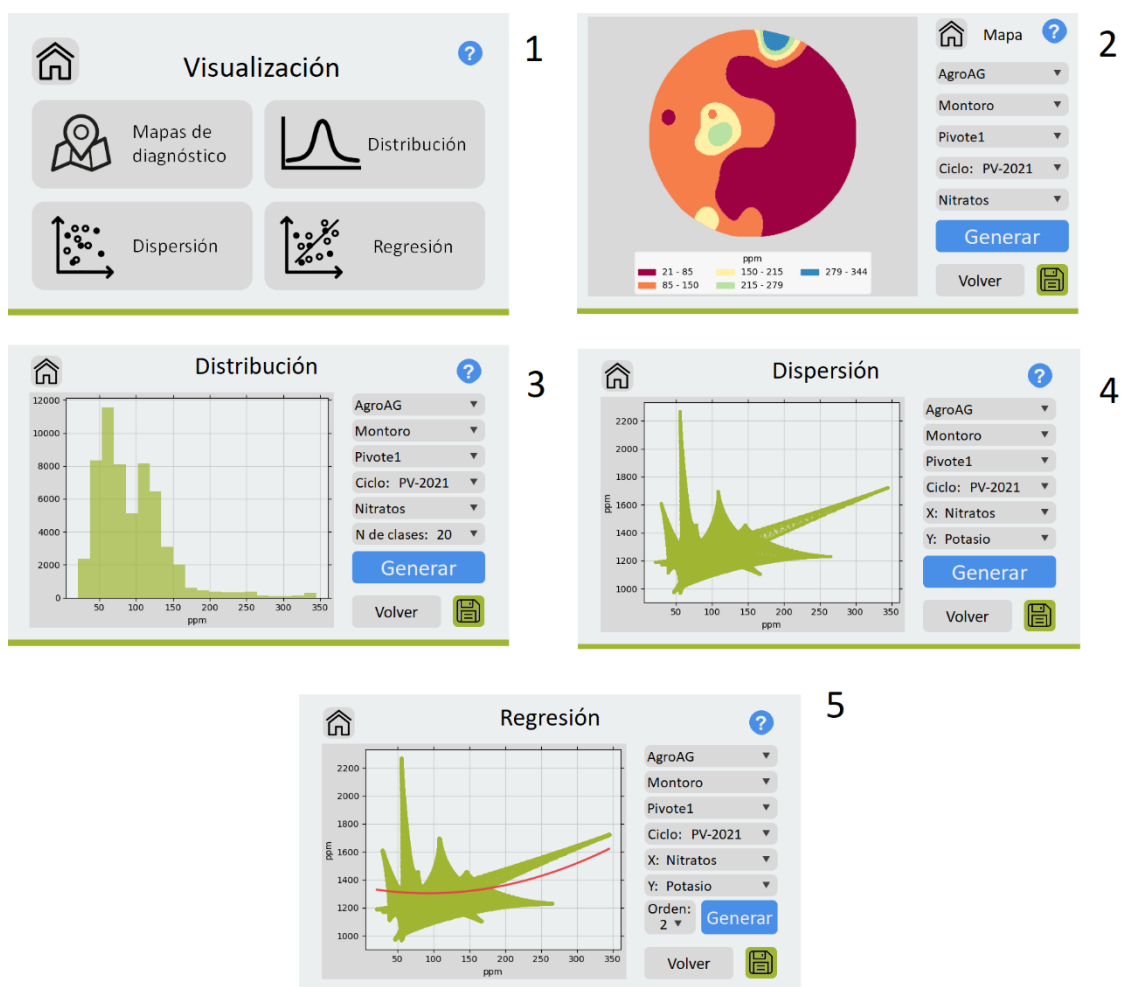 1
Visualización
?
Mapas de
diagnóstico
Distribución
Dispersión
Regresión
2
Mapa
?
AgroAG
Montoro
Pivote1
Ciclo: PV-2021
Nitratos
Generar
Volver
ppm
21 - 85
150 - 215
279 - 344
85 - 150
215 - 279
3
Distribución
?
12000
10000
8000
6000
4000
2000
0
50 100 150 200 250 300 350
ppm
AgroAG
Montoro
Pivote1
Ciclo: PV-2021
Nitratos
N de clases: 20
Generar
Volver
4
Dispersión
?
2200
2000
1800
1600
1400
1200
1000
ppm
50 100 150 200 250 300 350
ppm
AgroAG
Montoro
Pivote1
Ciclo: PV-2021
X: Nitratos
Y: Potasio
Generar
Volver
5
Regresión
?
2200
2000
1800
1600
1400
1200
1000
ppm
50 100 150 200 250 300 350
ppm
AgroAG
Montoro
Pivote1
Ciclo: PV-2021
X: Nitratos
Y: Potasio
Orden:
2
Generar
Volver